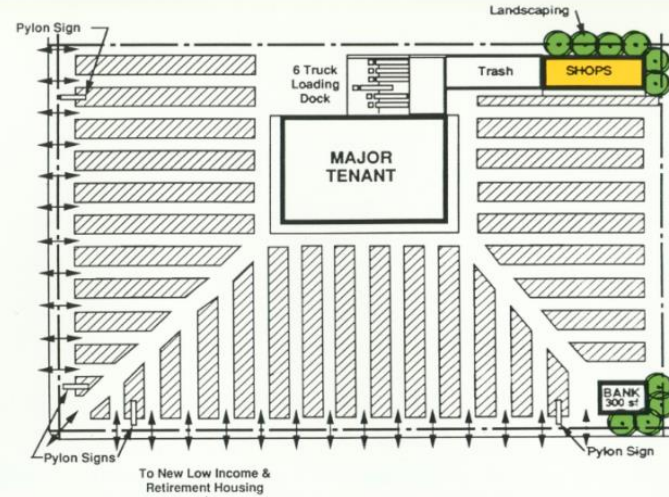 Landscaping
Pylon Sign
6 Truck
Loading
Dock
Trash
SHOPS
MAJOR
TENANT
BANK
300 sf
Pylon Signs
Pylon Sign
To New Low Income &
Retirement Housing